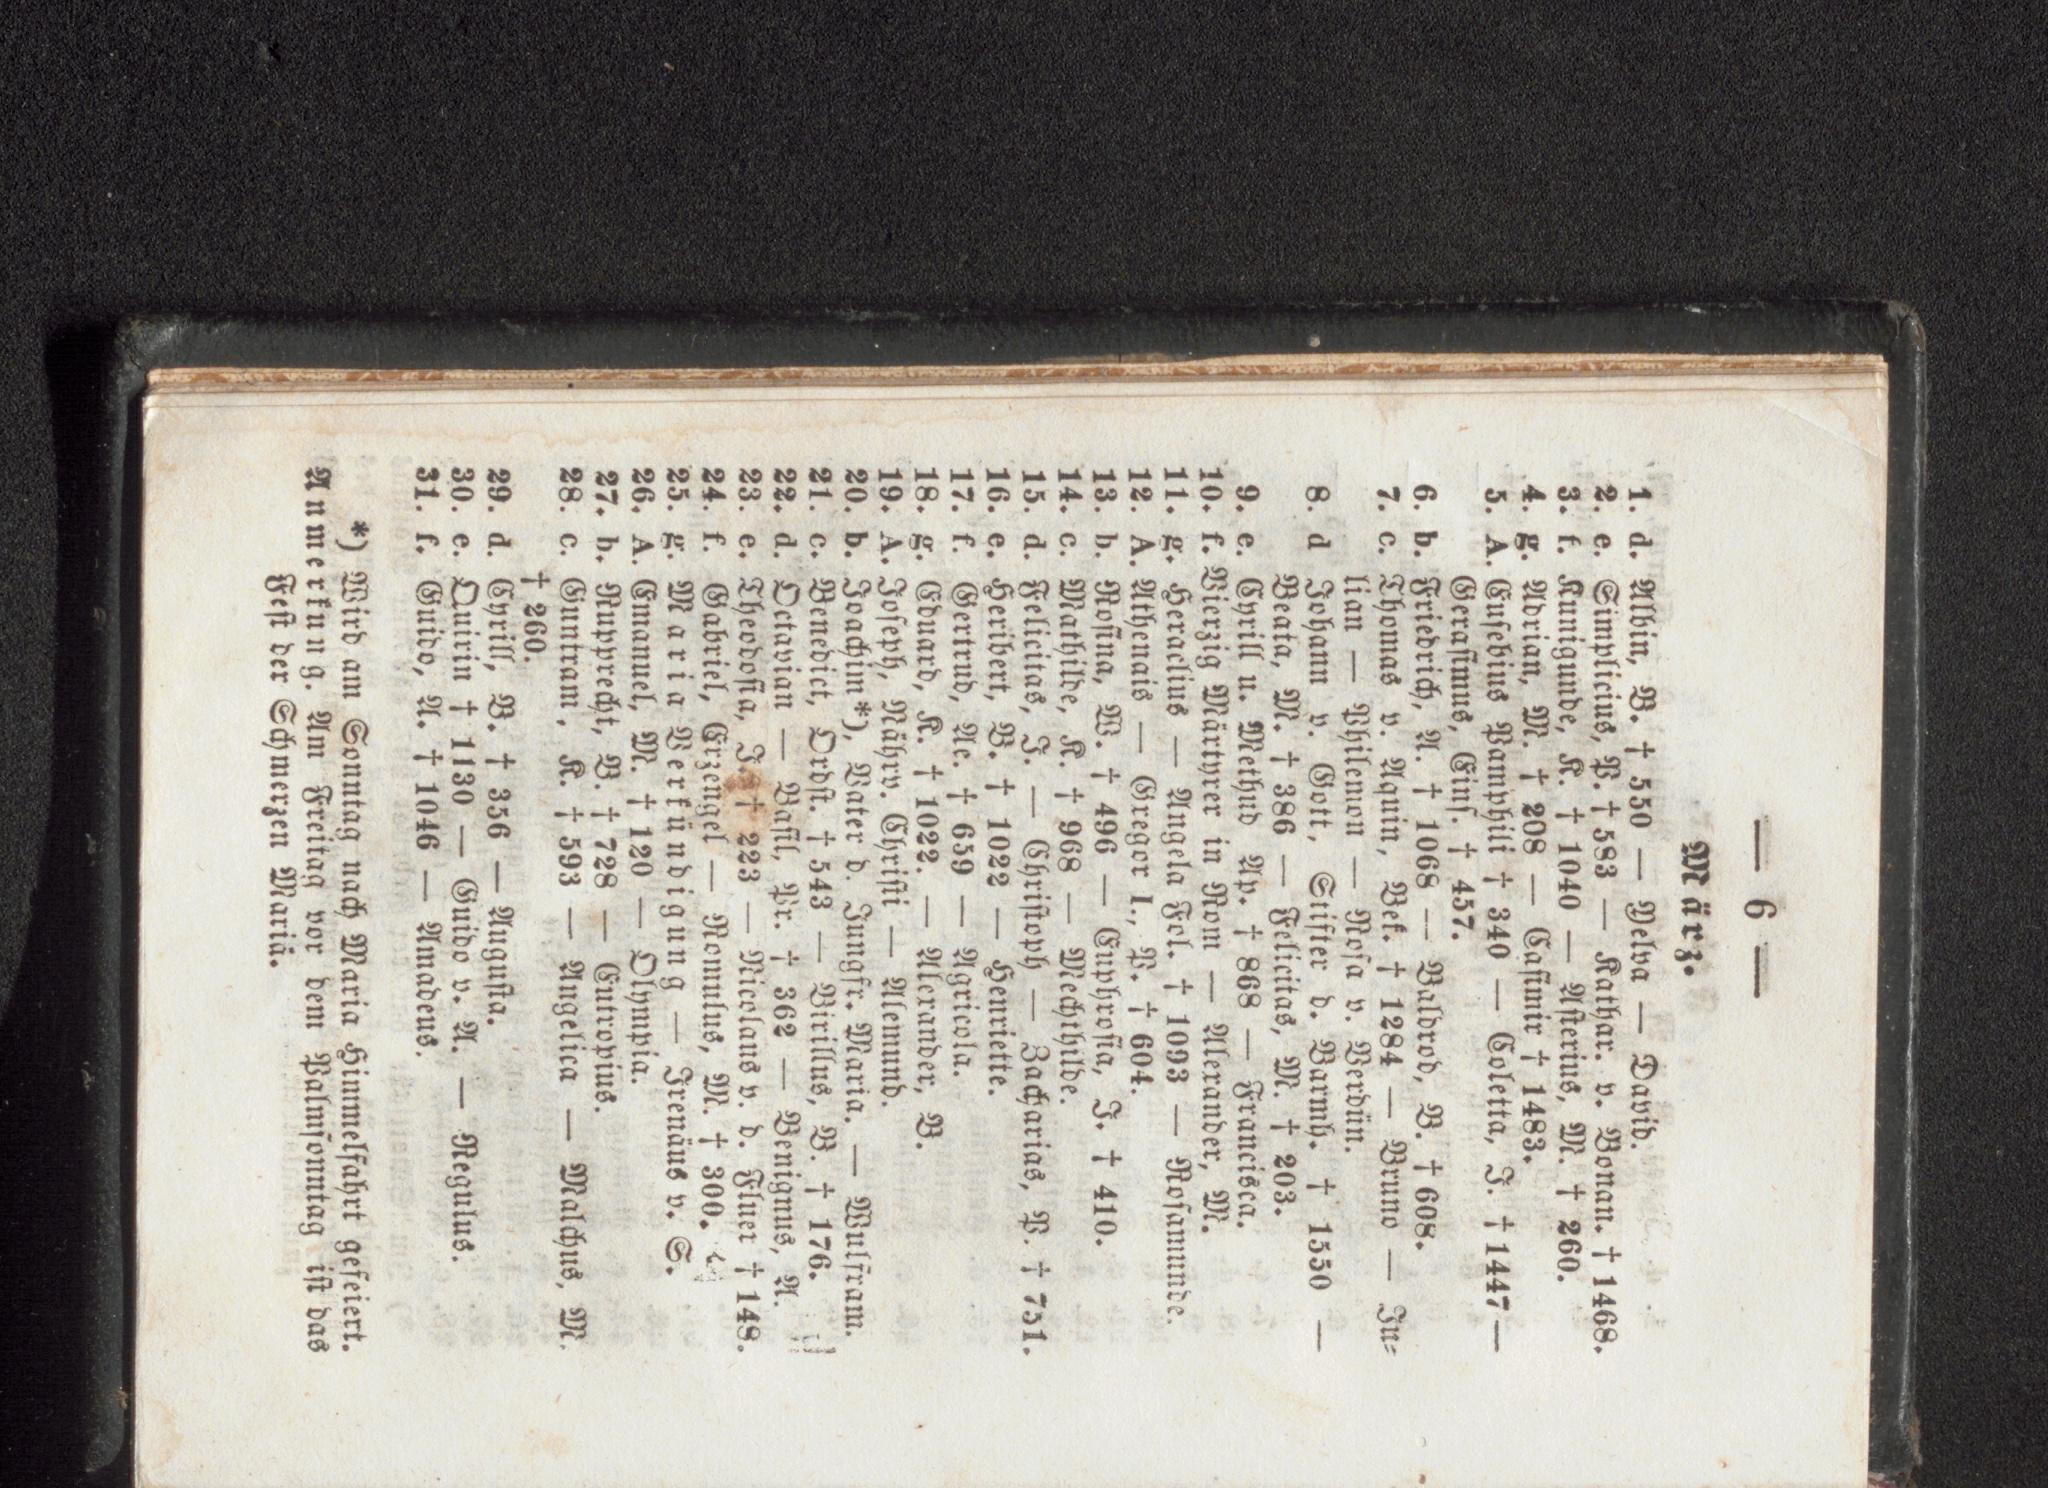 — 6 —
März.
1. d. Albin, B. † 550 — Pelva — David.
2. e. Simplicius, P. † 583 — Kathar. v. Bonan. † 1468.
3. f. Kunigunde, K. † 1040 — Asterius, M. † 260.
4. g. Adrian, M. † 208 — Casimir † 1483.
5. A. Eusebius Pamphili † 340 — Coletta, J. † 1447 —
Gerasimus, Einf. † 457.
6. b. Friedrich, A. † 1068 — Baldrod, B. † 608.
7. c. Thomas v. Aquin, Bek. † 1284 — Bruno — Ju=
lian — Philemon — Rosa v. Verdün.
8. d Johann v. Gott, Stifter d. Barmh. † 1550 —
Beata, M. † 386 — Felicitas, M. † 203.
9. e. Cyrill u. Methud Ap. † 868 — Francisca.
10. f. Vierzig Märtyrer in Rom — Alexander, M.
11. g. Heraclius — Angela Fol. † 1093 — Rosamunde.
12. A. Athenais — Gregor I., P. † 604.
13. b. Rosina, W. † 496 — Euphrosia, J. † 410.
14. c. Mathilde, K. † 968 — Mechthilde.
15. d. Felicitas, J. — Christoph — Zacharias, P. † 751.
16. e. Heribert, B. † 1022 — Henriette.
17. f. Gertrud, Ae. † 659 — Agricola.
18. g. Eduard, K. † 1022. — Alexander, B.
19. A. Joseph, Nährv. Christi — Alemund.
20. b. Joachim *), Vater d. Jungfr. Maria. — Wulfram.
21. c. Benedict, Ordst. † 543 — Birillus, B. † 176.
22. d. Octavian — Basil, Pr. † 362 — Benignus, A.
23. e. Theodosia, J. † 223 — Nicolaus v. d. Flüer † 148.
24. f. Gabriel, Erzengel — Romulus, M. † 300.
25. g. Maria Verkündigung — Irenäus v. S.
26. A. Emanuel, M. † 120 — Olympia.
27. b. Rupprecht, B. † 728 — Eutropius.
28. c. Guntram, K. † 593 — Angelica — Malchus, M.
† 260.
29. d. Cyrill, B. † 356 — Augusta.
30. e. Quirin † 1130 — Guido v. A. — Regulus.
31. f. Guido, A. † 1046 — Amadeus.
*) Wird am Sonntag nach Maria Himmelfahrt gefeiert.
Anmerkung. Am Freitag vor dem Palmsonntag ist das
Fest der Schmerzen Mariä.